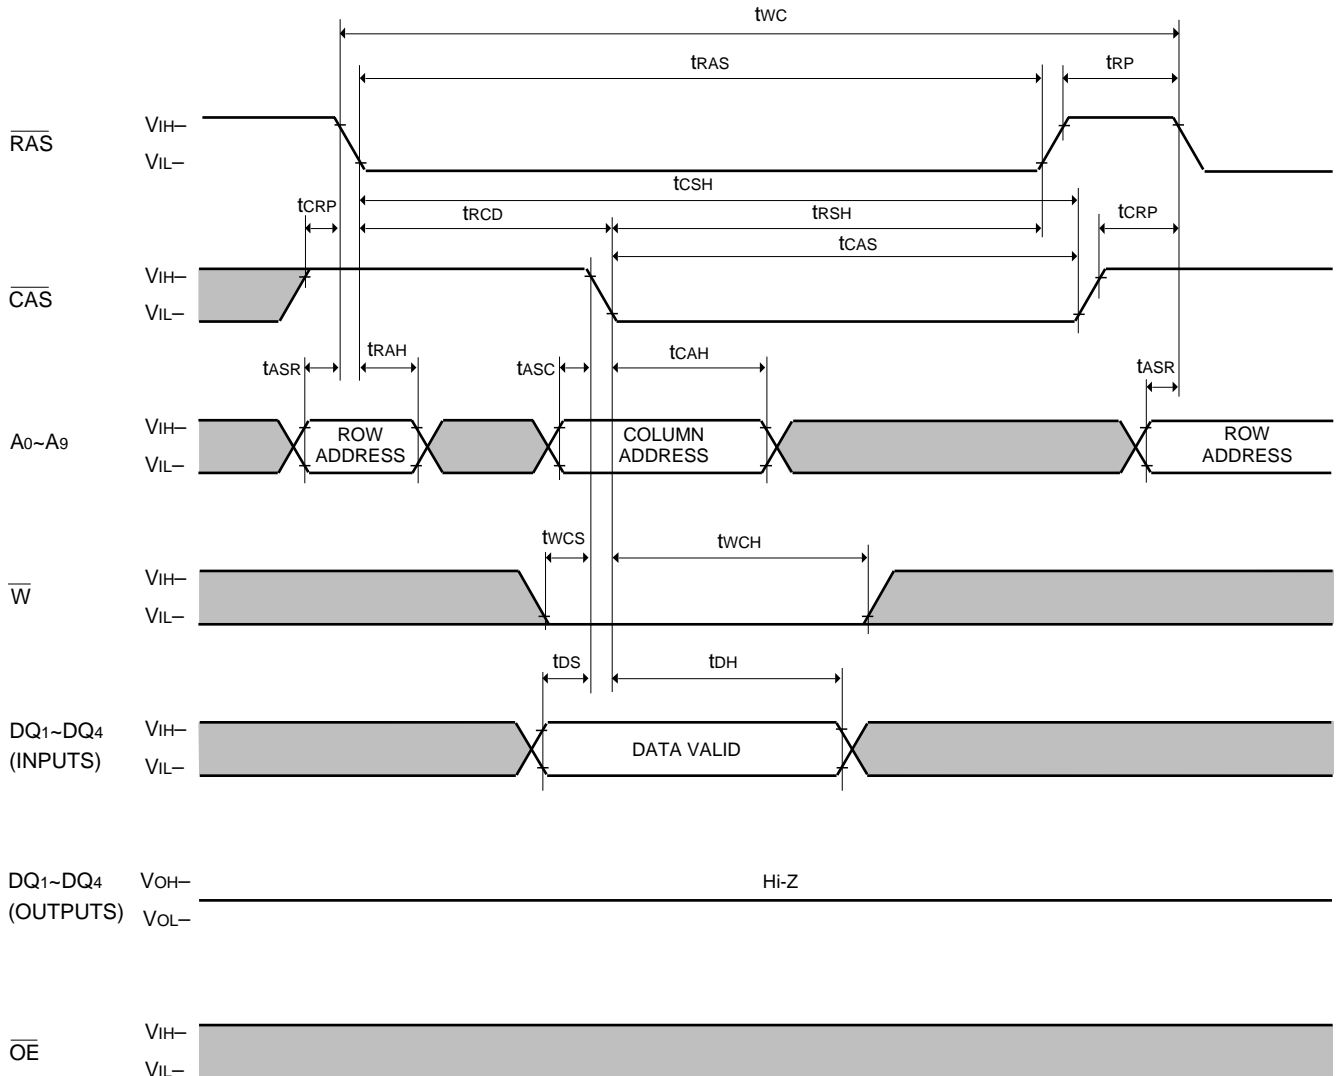 tWC
tRAS
tRP
RAS
VIH–
VIL–
tCSH
tCRP
tRCD
tRSH
tCRP
tCAS
CAS
VIH–
VIL–
tASR
tRAH
tASC
tCAH
tASR
A0~A9
VIH–
VIL–
ROW
ADDRESS
COLUMN
ADDRESS
ROW
ADDRESS
tWCS
tWCH
W
VIH–
VIL–
tDS
tDH
DQ1~DQ4
(INPUTS)
VIH–
VIL–
DATA VALID
DQ1~DQ4
(OUTPUTS)
VOH–
VOL–
Hi-Z
OE
VIH–
VIL–